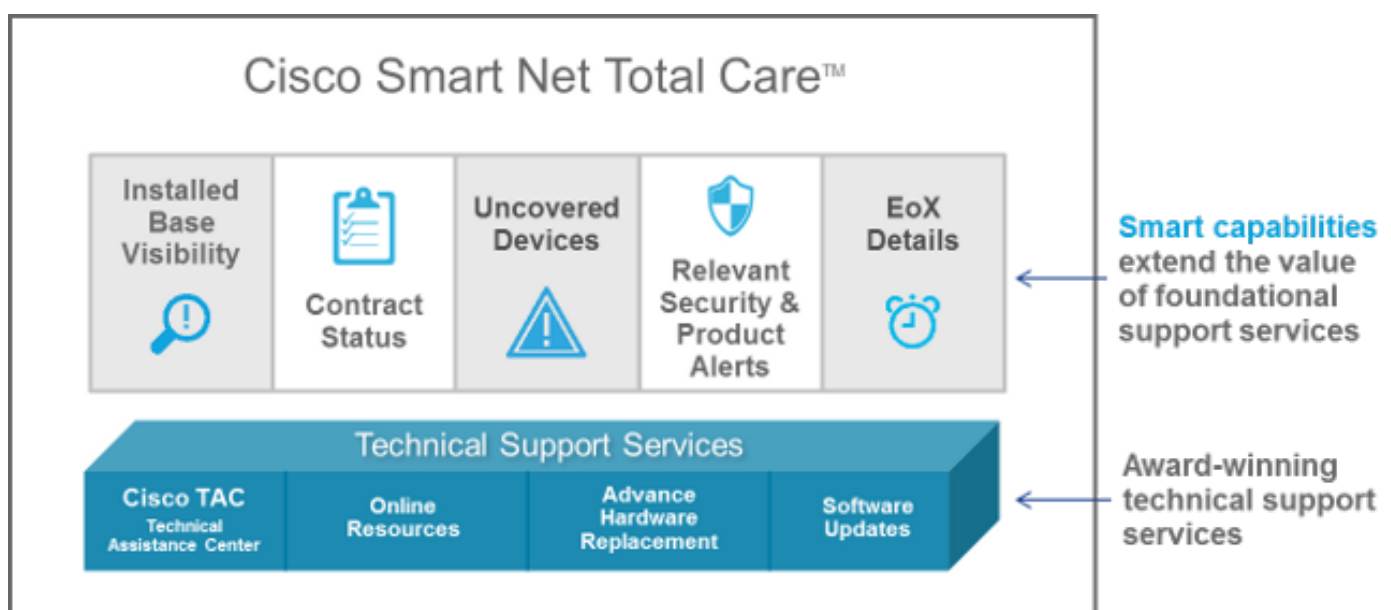 Cisco Smart Net Total Care™
Installed
Base
Visibility
Contract
Status
Uncovered
Devices
Relevant
Security &
Product
Alerts
EoX
Details
Smart capabilities
extend the value
of foundational
support services
Technical Support Services
Cisco TAC
Technical
Assistance Center
Online
Resources
Advance
Hardware
Replacement
Software
Updates
Award-winning
technical support
services